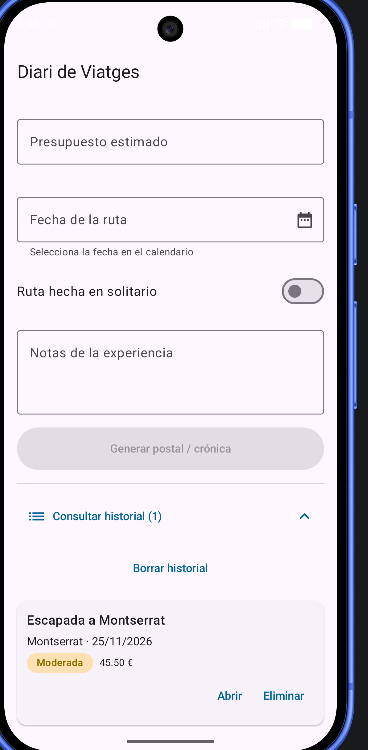 Diari de Viatges
Presupuesto estimado
Fecha de la ruta
Selecciona la fecha en el calendario
Ruta hecha en solitario
Notas de la experiencia
Generar postal / crónica
Consultar historial (1)
Borrar historial
Escapada a Montserrat
Montserrat · 25/11/2026
Moderada 45.50 €
Abrir Eliminar